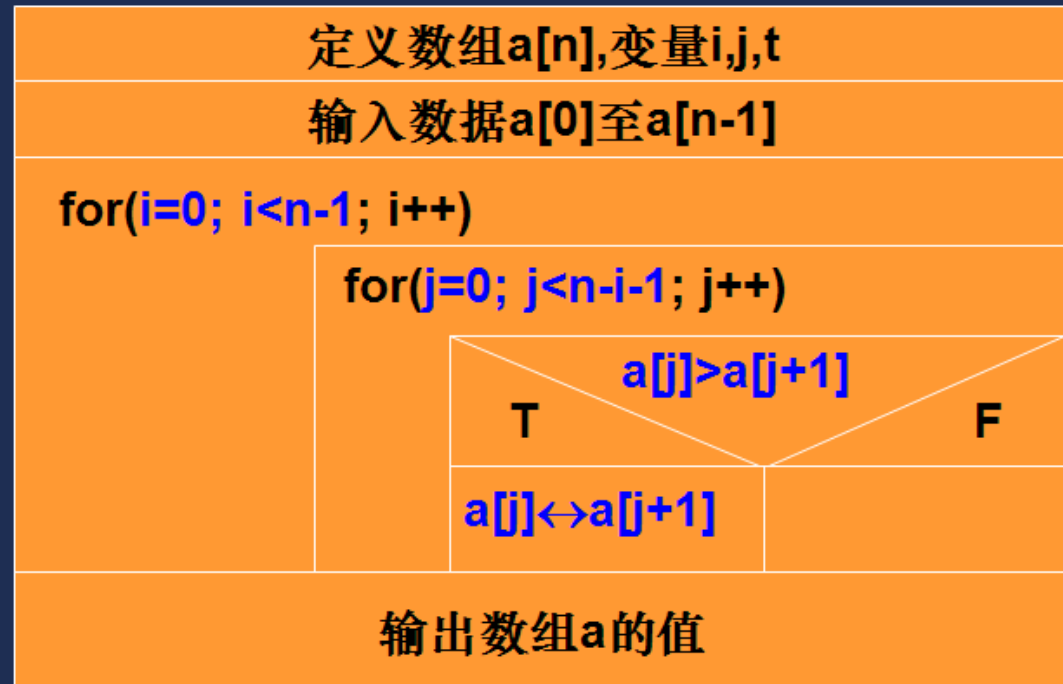 定义数组a[n],变量i,j,t
输入数据a[0]至a[n-1]
for(i=0; i<n-1; i++)
for(j=0; j<n-i-1; j++)
a[j]>a[j+1]
T
F
a[j]↔a[j+1]
输出数组a的值